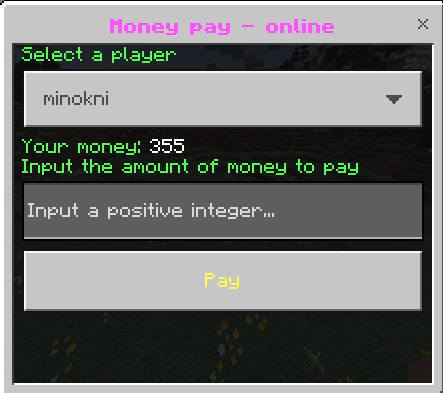 Money pay - online
Select a player
minokni
Your money: 355
Input the amount of money to pay
Input a positive integer...
Pay